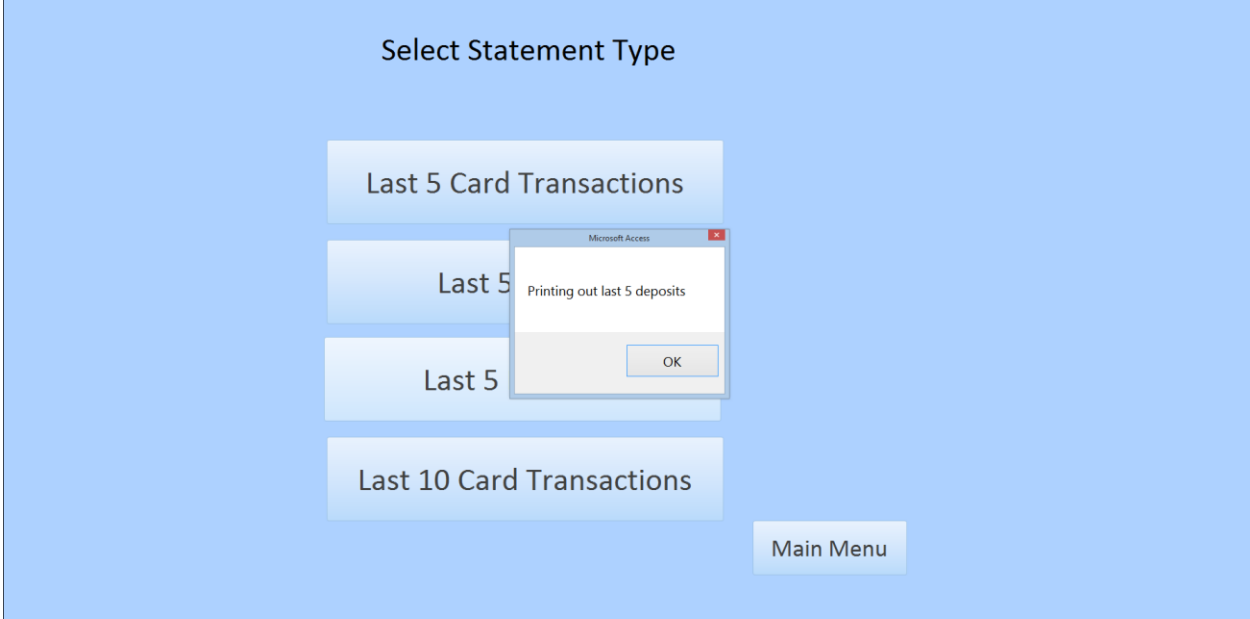 Select Statement Type
Last 5 Card Transactions
Microsoft Access
Last 5
Printing out last 5 deposits
OK
Last 5
Last 10 Card Transactions
Main Menu